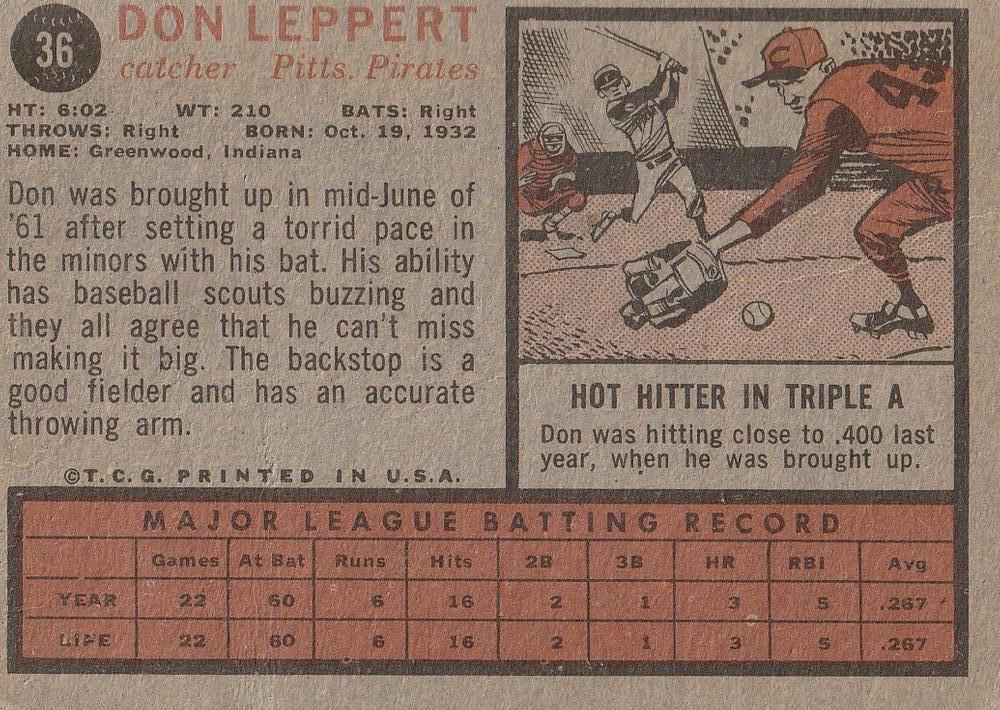 36
DON LEPPERT
catcher Pitts. Pirates
HT: 6:02 WT: 210 BATS: Right
THROWS: Right BORN: Oct. 19, 1932
HOME: Greenwood, Indiana
Don was brought up in mid-June of
'61 after setting a torrid pace in
the minors with his bat. His ability
has baseball scouts buzzing and
they all agree that he can't miss
making it big. The backstop is a
good fielder and has an accurate
throwing arm.
©T.C.G. PRINTED IN U.S.A.
C
HOT HITTER IN TRIPLE A
Don was hitting close to .400 last
year, when he was brought up.
MAJOR LEAGUE BATTING RECORD
Games At Bat Runs Hits 2B 3B HR RBI Avg
YEAR 22 60 6 16 2 1 3 5 .267
LIFE 22 60 6 16 2 1 3 5 .267